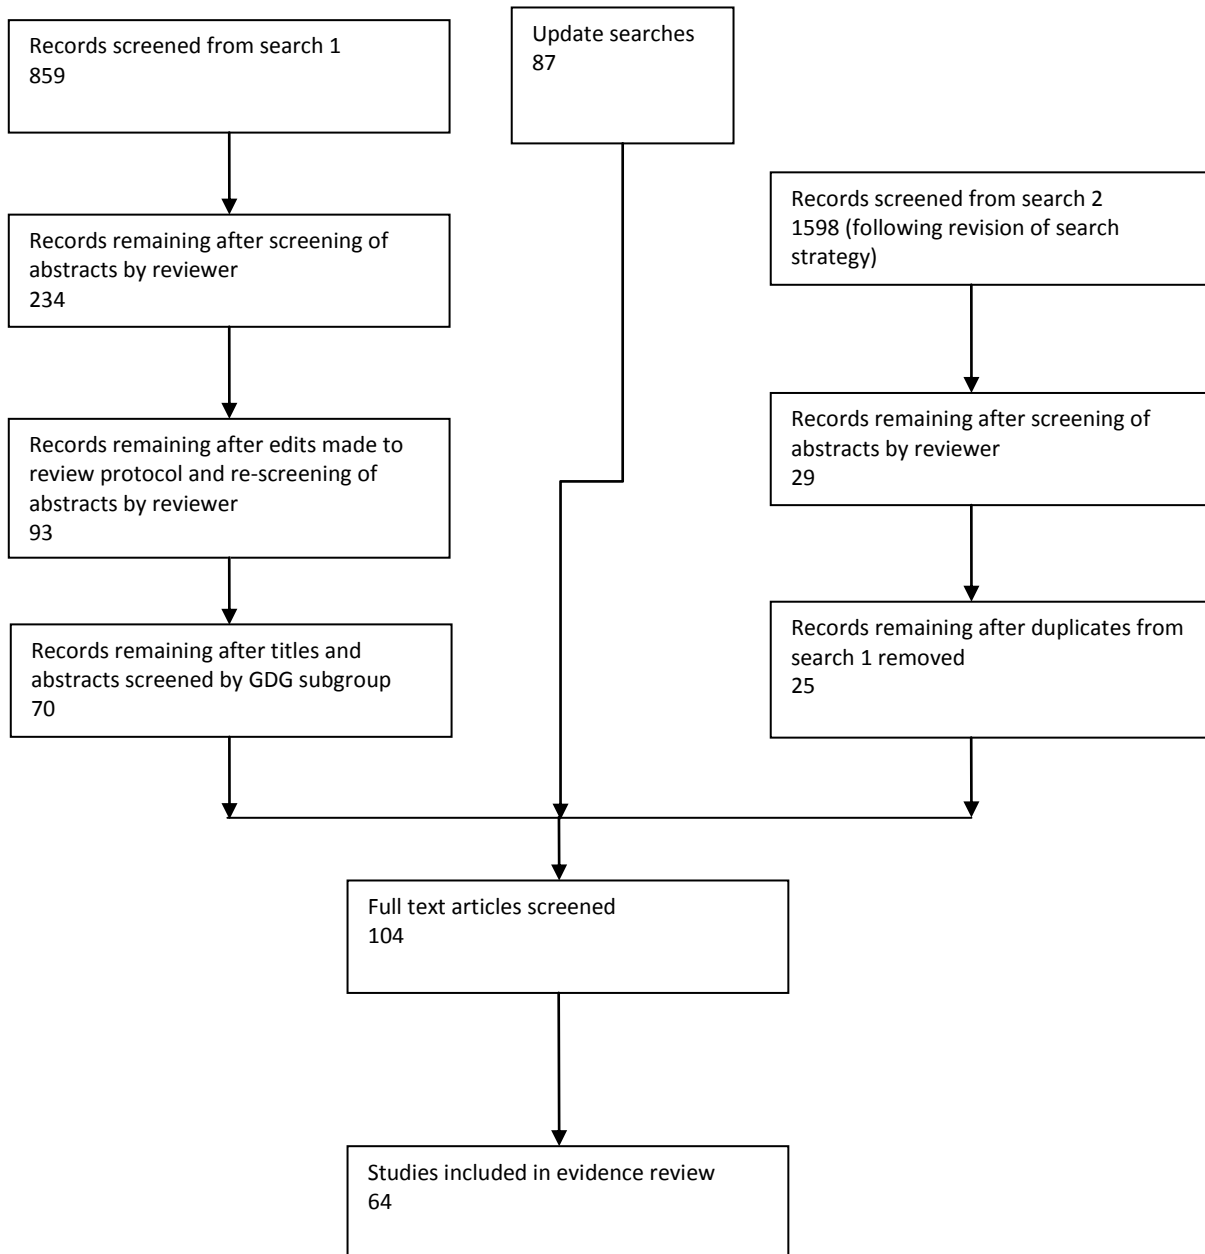 Records screened from search 1
859
Update searches
87
Records screened from search 2
1598 (following revision of search
strategy)
Records remaining after screening of
abstracts by reviewer
234
Records remaining after screening of
abstracts by reviewer
29
Records remaining after edits made to
review protocol and re-screening of
abstracts by reviewer
93
Records remaining after duplicates from
search 1 removed
25
Records remaining after titles and
abstracts screened by GDG subgroup
70
Full text articles screened
104
Studies included in evidence review
64